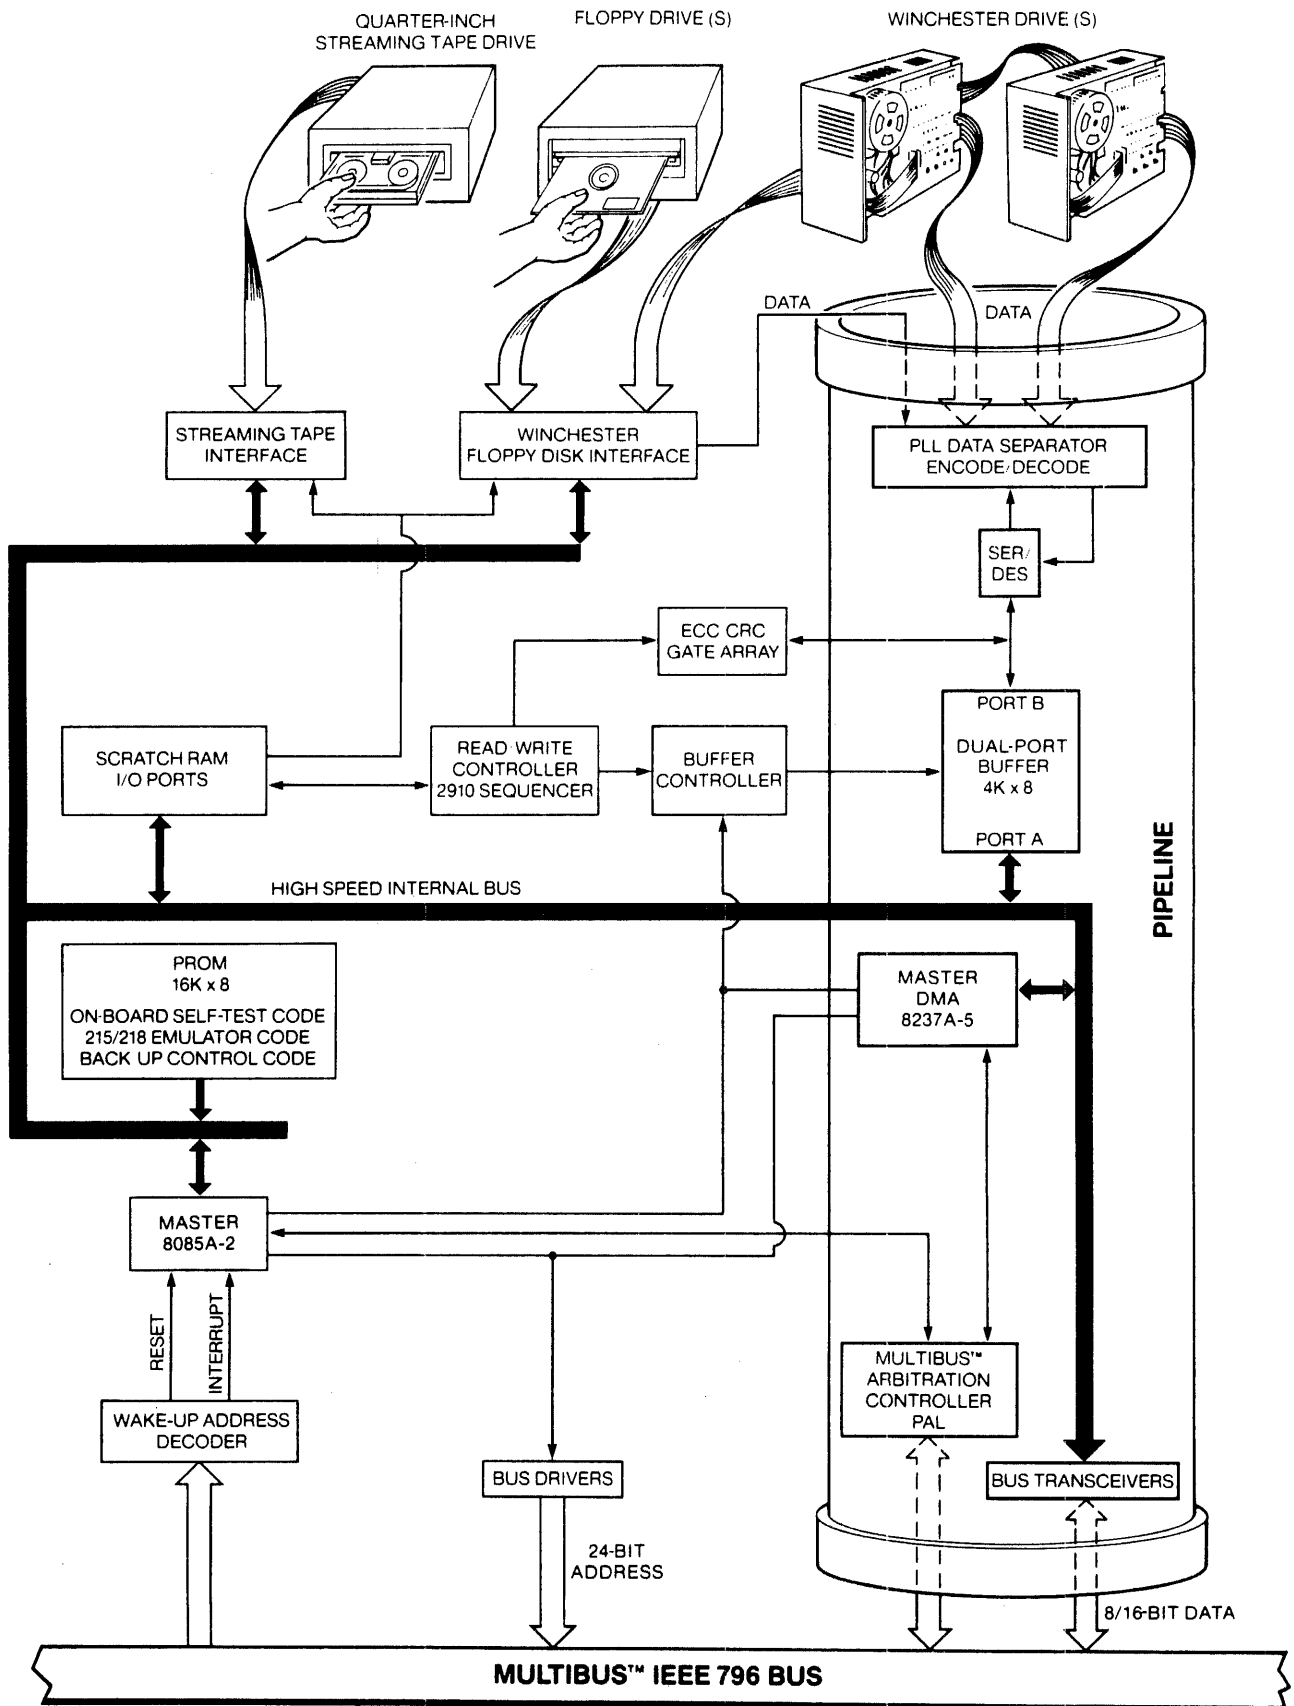 QUARTER-INCH
STREAMING TAPE DRIVE
FLOPPY DRIVE (S)
WINCHESTER DRIVE (S)
DATA
DATA
STREAMING TAPE
INTERFACE
WINCHESTER
FLOPPY DISK INTERFACE
PLL DATA SEPARATOR
ENCODE/DECODE
SER/
DES
ECC CRC
GATE ARRAY
SCRATCH RAM
I/O PORTS
READ WRITE
CONTROLLER
2910 SEQUENCER
BUFFER
CONTROLLER
PORT B
DUAL-PORT
BUFFER
4K x 8
PORT A
PIPELINE
HIGH SPEED INTERNAL BUS
PROM
16K x 8
ON-BOARD SELF-TEST CODE
215/218 EMULATOR CODE
BACK UP CONTROL CODE
MASTER
DMA
8237A-5
MASTER
8085A-2
RESET
INTERRUPT
MULTIBUS™
ARBITRATION
CONTROLLER
PAL
WAKE-UP ADDRESS
DECODER
BUS DRIVERS
BUS TRANSCEIVERS
24-BIT
ADDRESS
8/16-BIT DATA
MULTIBUS™ IEEE 796 BUS